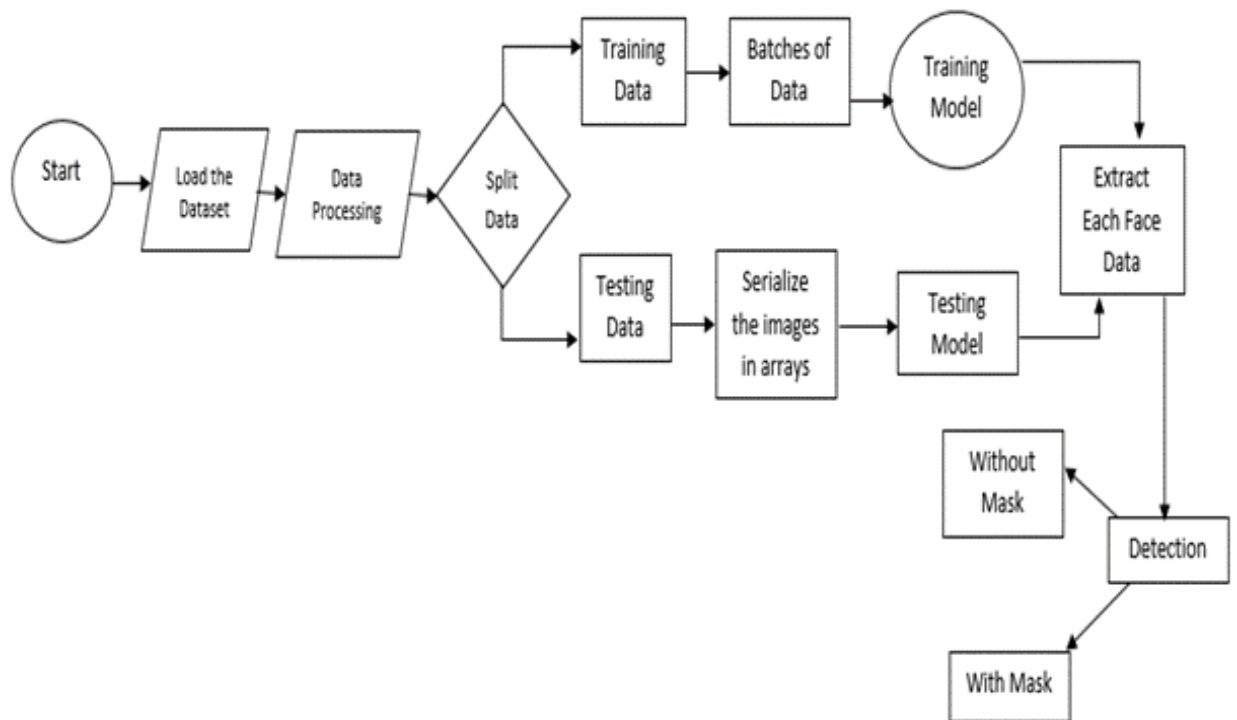 Start
Load the
Dataset
Data
Processing
Split
Data
Training
Data
Batches of
Data
Training
Model
Testing
Data
Serialize
the images
in arrays
Testing
Model
Extract
Each Face
Data
Detection
Without
Mask
With Mask